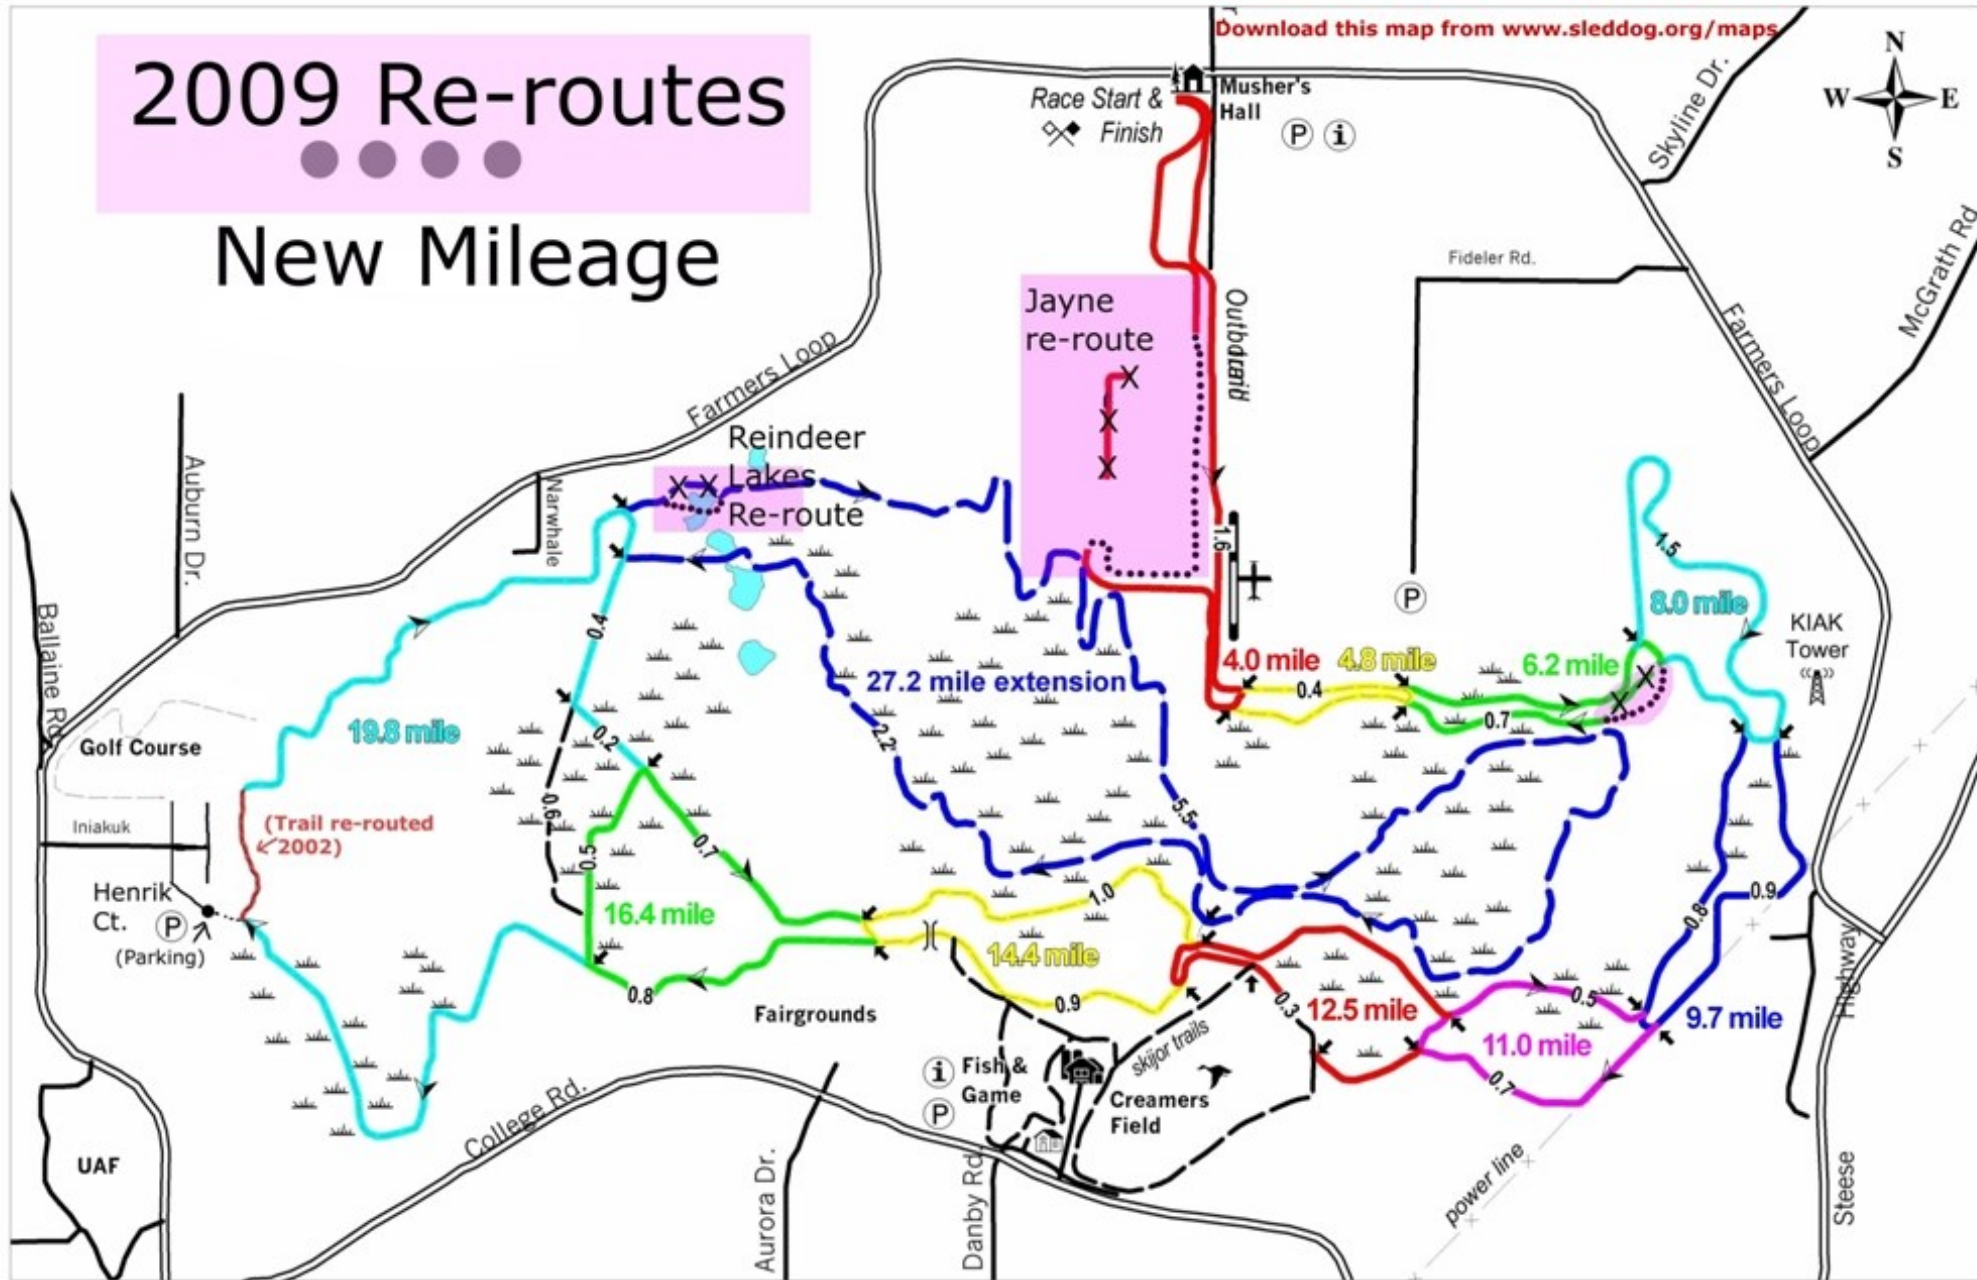 Download this map from www.sleddog.org/maps
2009 Re-routes
New Mileage
N
W
E
S
Race Start &
Finish
Musher's
Hall
P
i
Skyline Dr.
McGrath Rd
Fideler Rd.
Farmers Loop
Jayne
re-route
X
X
X
Farmers Loop
Reindeer
Lakes
Re-route
X X
Auburn Dr.
Narwhale
Ballaine Rd.
1.6
1.5
8.0 mile
P
KIAK
Tower
0.4
4.0 mile
4.8 mile
6.2 mile
0.4
0.7
X
X
27.2 mile extension
19.8 mile
0.2
2.2
Golf Course
0.6
5.5
Iniakuk
(Trail re-routed
2002)
0.5
0.7
Henrik
Ct.
P
(Parking)
16.4 mile
1.0
14.4 mile
0.9
0.8
0.9
0.8
Fairgrounds
0.3
12.5 mile
0.5
9.7 mile
11.0 mile
0.7
Highway
skijor trails
i
Fish &
Game
P
Creamers
Field
College Rd.
UAF
Aurora Dr.
Danby Rd.
power line
Steese